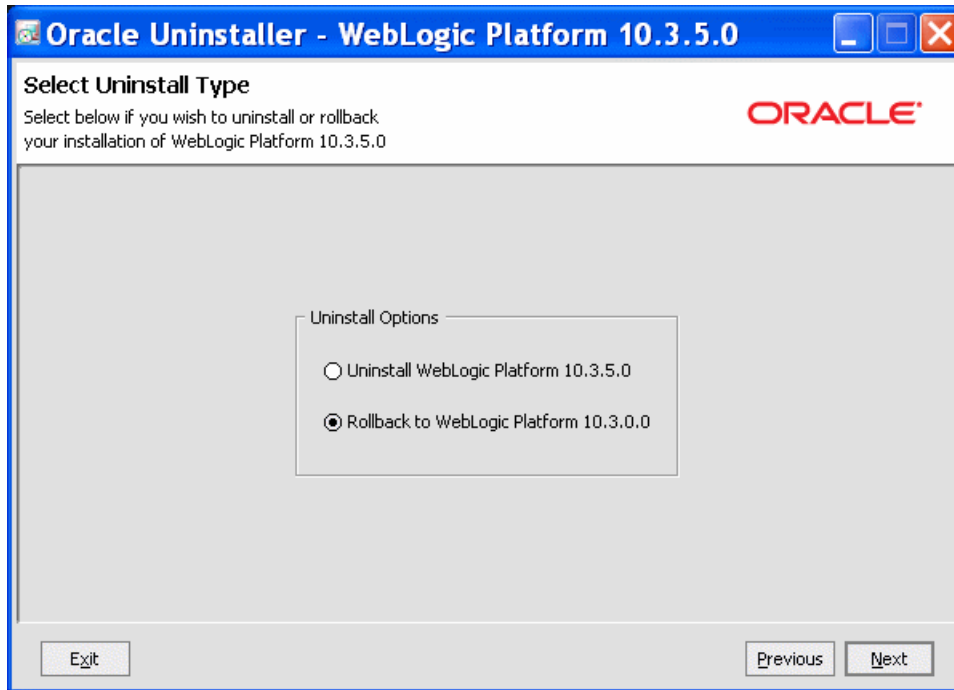 Oracle Uninstaller - WebLogic Platform 10.3.5.0
Select Uninstall Type
Select below if you wish to uninstall or rollback
your installation of WebLogic Platform 10.3.5.0
ORACLE
Uninstall Options
Uninstall WebLogic Platform 10.3.5.0
Rollback to WebLogic Platform 10.3.0.0
Exit
Previous
Next